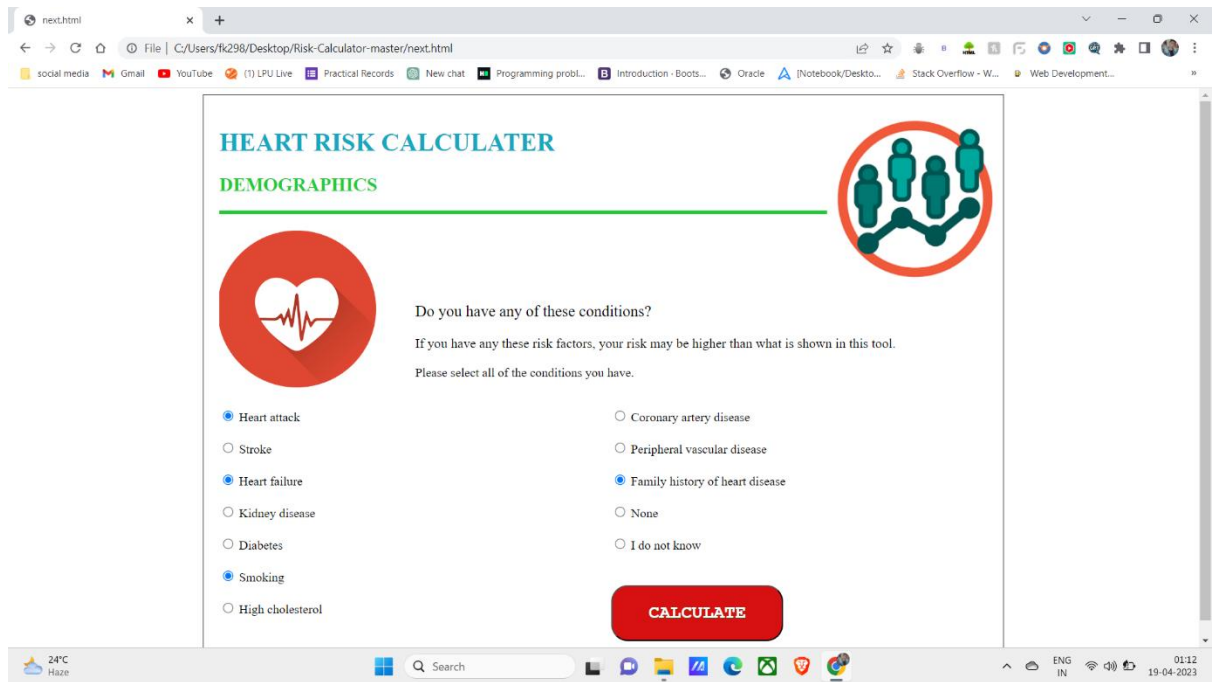 next.html
File | C:/Users/fk298/Desktop/Risk-Calculator-master/next.html
social media Gmail YouTube (1) LPU Live Practical Records New chat Programming probl... Introduction · Boots... Oracle [Notebook/Deskto... Stack Overflow - W... Web Development... »
HEART RISK CALCULATER
DEMOGRAPHICS
Do you have any of these conditions?
If you have any these risk factors, your risk may be higher than what is shown in this tool.
Please select all of the conditions you have.
Heart attack
Stroke
Heart failure
Kidney disease
Diabetes
Smoking
High cholesterol
Coronary artery disease
Peripheral vascular disease
Family history of heart disease
None
I do not know
CALCULATE
24°C
Haze
Search
ENG
IN
01:12
19-04-2023